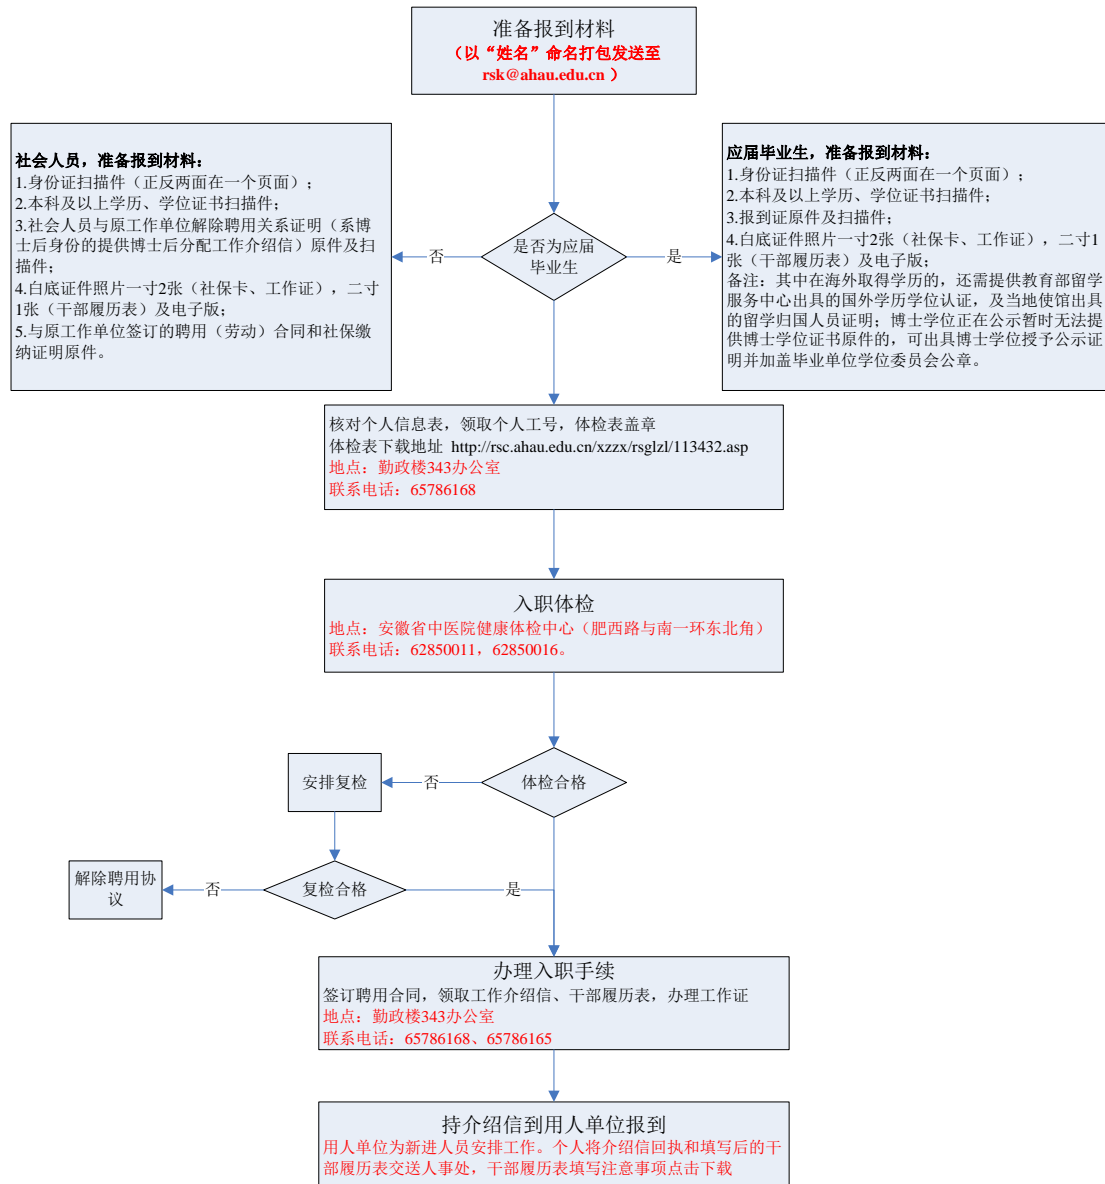 准备报到材料
（以“姓名”命名打包发送至
rsk@ahau.edu.cn ）
社会人员，准备报到材料：
1.身份证扫描件（正反两面在一个页面）；
2.本科及以上学历、学位证书扫描件；
3.社会人员与原工作单位解除聘用关系证明（系博
士后身份的提供博士后分配工作介绍信）原件及扫
描件；
4.白底证件照片一寸2张（社保卡、工作证），二寸
1张（干部履历表）及电子版；
5.与原工作单位签订的聘用（劳动）合同和社保缴
纳证明原件。
否
是否为应届
毕业生
是
应届毕业生，准备报到材料：
1.身份证扫描件（正反两面在一个页面）；
2.本科及以上学历、学位证书扫描件；
3.报到证原件及扫描件；
4.白底证件照片一寸2张（社保卡、工作证），二寸1
张（干部履历表）及电子版；
备注：其中在海外取得学历的，还需提供教育部留学
服务中心出具的国外学历学位认证，及当地使馆出具
的留学归国人员证明；博士学位正在公示暂时无法提
供博士学位证书原件的，可出具博士学位授予公示证
明并加盖毕业单位学位委员会公章。
核对个人信息表，领取个人工号，体检表盖章
体检表下载地址 http://rsc.ahau.edu.cn/xzzx/rsglzl/113432.asp
地点：勤政楼343办公室
联系电话：65786168
入职体检
地点：安徽省中医院健康体检中心（肥西路与南一环东北角）
联系电话：62850011，62850016。
安排复检
否
体检合格
解除聘用协
议
否
复检合格
是
办理入职手续
签订聘用合同，领取工作介绍信、干部履历表，办理工作证
地点：勤政楼343办公室
联系电话：65786168、65786165
持介绍信到用人单位报到
用人单位为新进人员安排工作。个人将介绍信回执和填写后的干
部履历表交送人事处，干部履历表填写注意事项点击下载